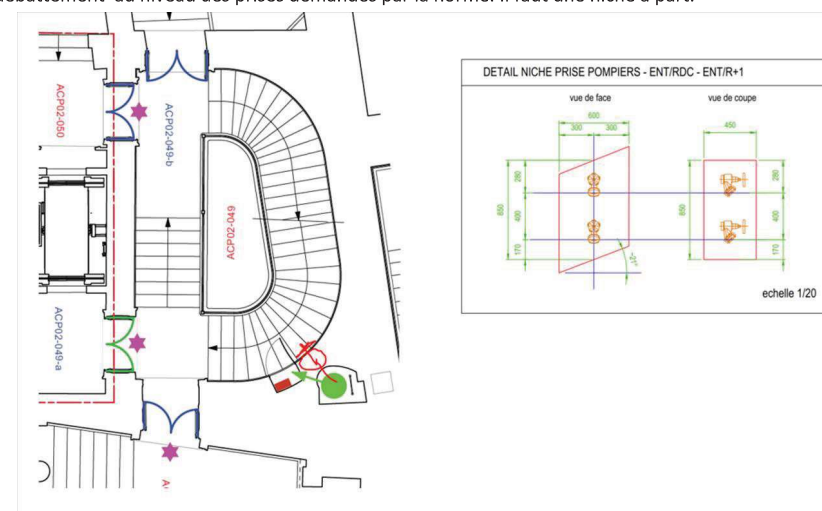 débattement au niveau des prises demandés par la norme. Il faut une niche à part.
ACP02-050
ACP02-049-b
ACP02-049
ACP02-049-a
DETAIL NICHE PRISE POMPIERS - ENT/RDC - ENT/R+1
vue de face
vue de coupe
600
300
300
450
850
280
400
170
~21°
850
280
400
170
echelle 1/20